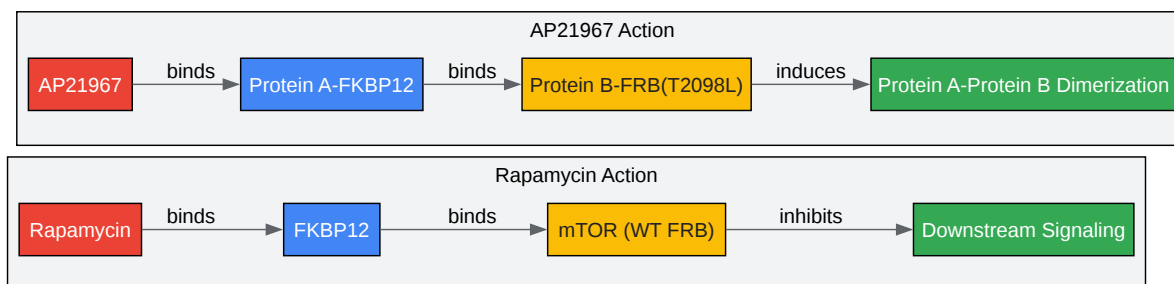 AP21967 Action
AP21967
binds
Protein A-FKBP12
binds
Protein B-FRB(T2098L)
induces
Protein A-Protein B Dimerization
Rapamycin Action
Rapamycin
binds
FKBP12
binds
mTOR (WT FRB)
inhibits
Downstream Signaling